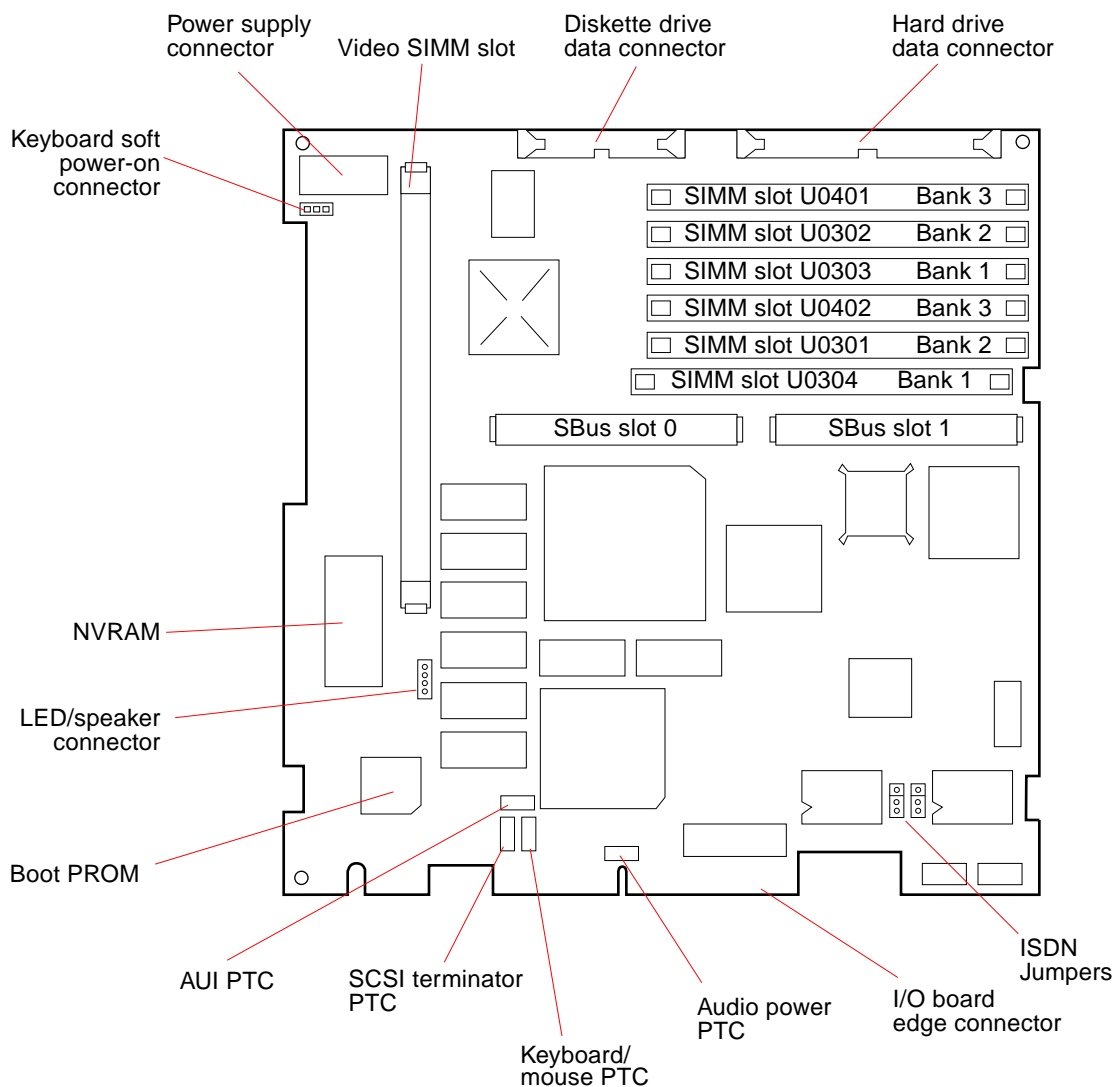 Power supply
connector
Video SIMM slot
Diskette drive
data connector
Hard drive
data connector
Keyboard soft
power-on
connector
SIMM slot U0401 Bank 3
SIMM slot U0302 Bank 2
SIMM slot U0303 Bank 1
SIMM slot U0402 Bank 3
SIMM slot U0301 Bank 2
SIMM slot U0304 Bank 1
SBus slot 0
SBus slot 1
NVRAM
LED/speaker
connector
Boot PROM
AUI PTC
SCSI terminator
PTC
Keyboard/
mouse PTC
Audio power
PTC
I/O board
edge connector
ISDN
Jumpers